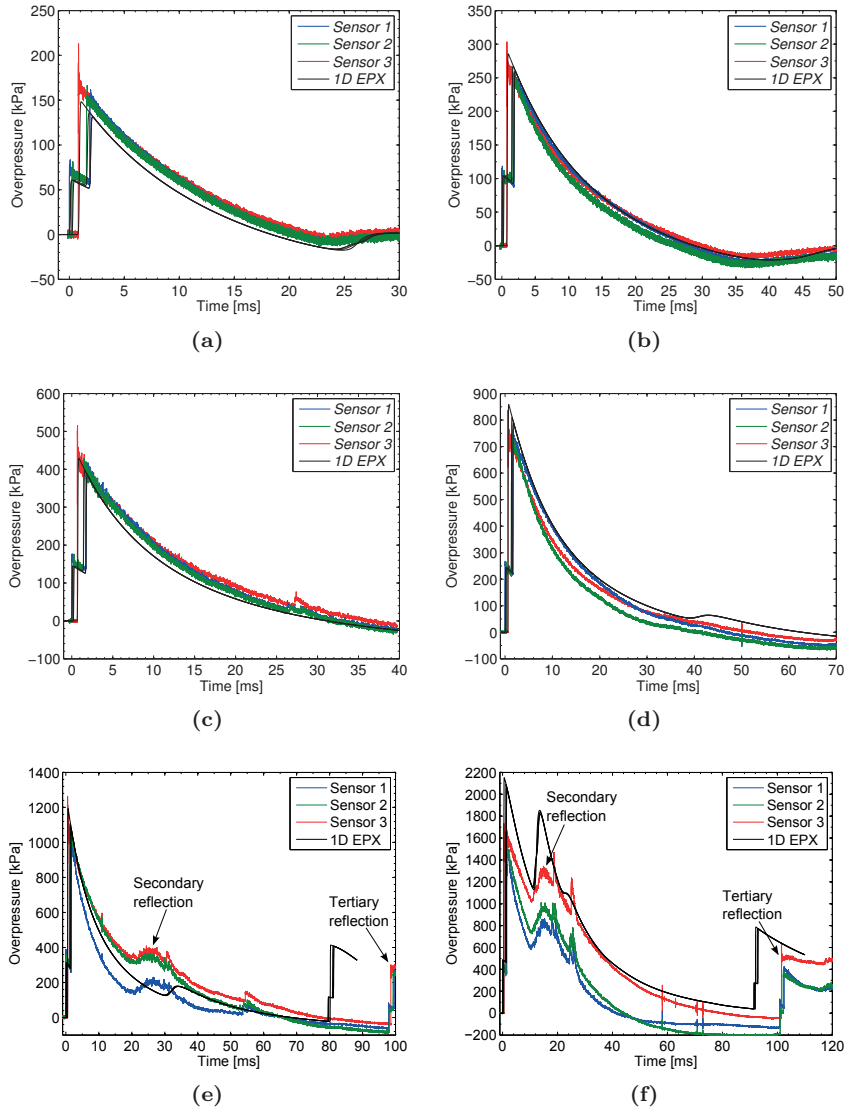 250
200
150
100
50
0
−50
Overpressure [kPa]
0 5 10 15 20 25 30
Time [ms]
Sensor 1
Sensor 2
Sensor 3
1D EPX
(a)
350
300
250
200
150
100
50
0
−50
Overpressure [kPa]
0 5 10 15 20 25 30 35 40 45 50
Time [ms]
Sensor 1
Sensor 2
Sensor 3
1D EPX
(b)
600
500
400
300
200
100
0
−100
Overpressure [kPa]
0 5 10 15 20 25 30 35 40
Time [ms]
Sensor 1
Sensor 2
Sensor 3
1D EPX
(c)
900
800
700
600
500
400
300
200
100
0
−100
Overpressure [kPa]
0 10 20 30 40 50 60 70
Time [ms]
Sensor 1
Sensor 2
Sensor 3
1D EPX
(d)
1400
1200
1000
800
600
400
200
0
Overpressure [kPa]
0 10 20 30 40 50 60 70 80 90 100
Time [ms]
Sensor 1
Sensor 2
Sensor 3
1D EPX
Secondary
reflection
Tertiary
reflection
(e)
2200
2000
1800
1600
1400
1200
1000
800
600
400
200
0
−200
Overpressure [kPa]
0 10 20 30 40 50 60 70 80 90 100 110 120
Time [ms]
Sensor 1
Sensor 2
Sensor 3
1D EPX
Secondary
reflection
Tertiary
reflection
(f)